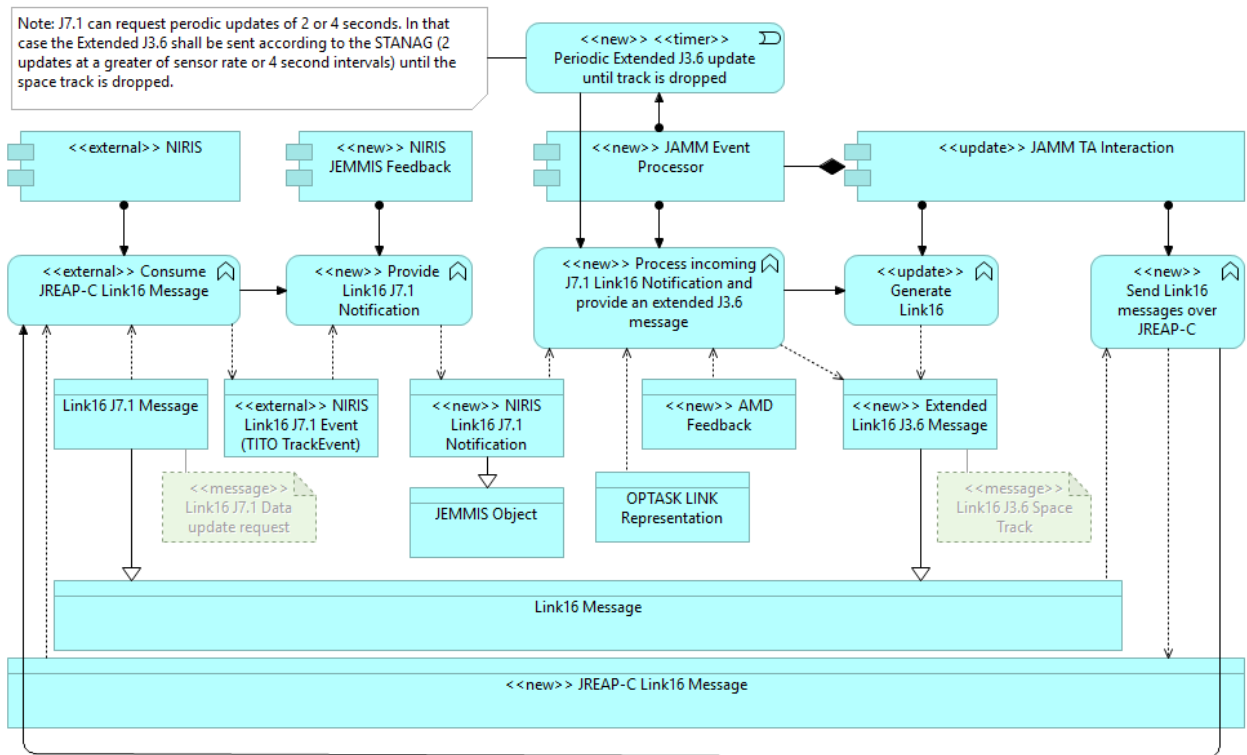 Note: J7.1 can request perodic updates of 2 or 4 seconds. In that
case the Extended J3.6 shall be sent according to the STANAG (2
updates at a greater of sensor rate or 4 second intervals) until the
space track is dropped.
<<new>> <<timer>>
Periodic Extended J3.6 update
until track is dropped
<<external>> NIRIS
<<new>> NIRIS
JEMMIS Feedback
<<new>> JAMM Event
Processor
<<update>> JAMM TA Interaction
<<external>> Consume
JREAP-C Link16 Message
<<new>> Provide
Link16 J7.1
Notification
<<new>> Process incoming
J7.1 Link16 Notification and
provide an extended J3.6
message
<<update>>
Generate
Link16
<<new>>
Send Link16
messages over
JREAP-C
Link16 J7.1 Message
<<external>> NIRIS
Link16 J7.1 Event
(TITO TrackEvent)
<<new>> NIRIS
Link16 J7.1
Notification
<<new>> AMD
Feedback
<<new>> Extended
Link16 J3.6 Message
<<message>>
Link16 J7.1 Data
update request
JEMMIS Object
OPTASK LINK
Representation
<<message>>
Link16 J3.6 Space
Track
Link16 Message
<<new>> JREAP-C Link16 Message